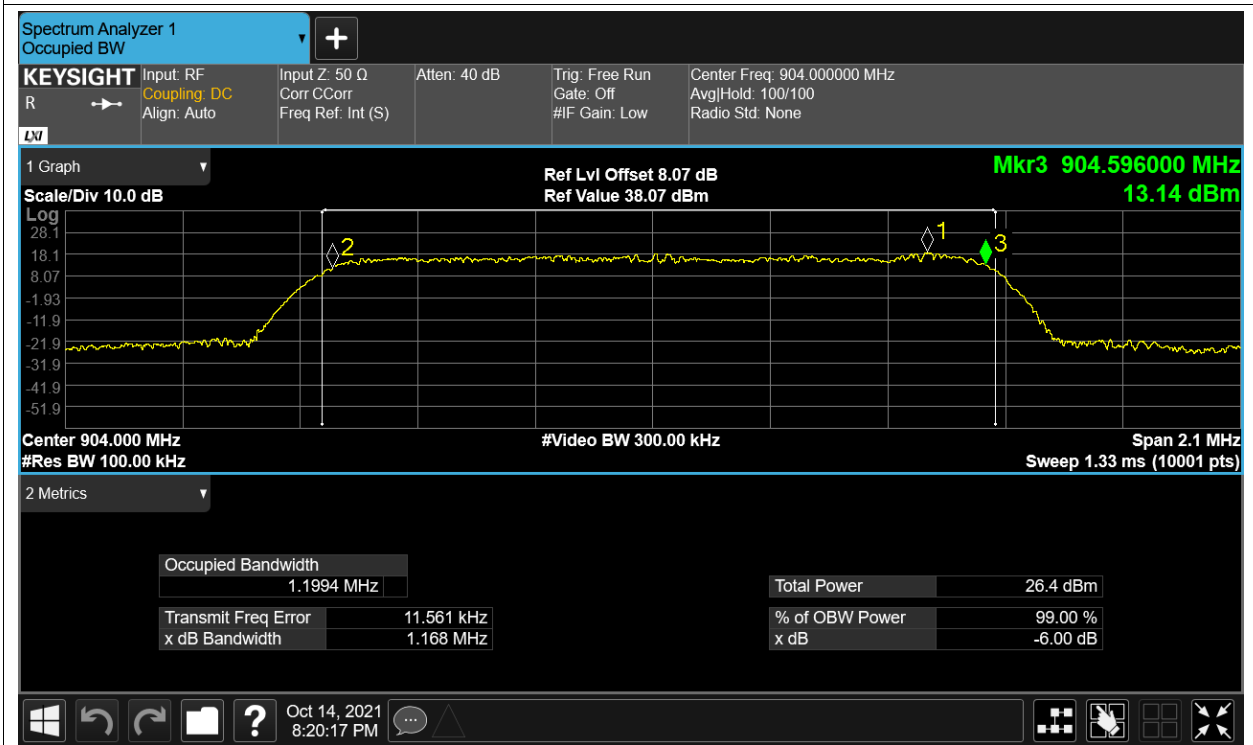 Spectrum Analyzer 1
Occupied BW
KEYSIGHT
R
LXI
Input: RF
Coupling: DC
Align: Auto
Input Z: 50 Ω
Corr CCorr
Freq Ref: Int (S)
Atten: 40 dB
Trig: Free Run
Gate: Off
#IF Gain: Low
Center Freq: 904.000000 MHz
Avg|Hold: 100/100
Radio Std: None
1 Graph
Scale/Div 10.0 dB
Ref Lvl Offset 8.07 dB
Ref Value 38.07 dBm
Mkr3 904.596000 MHz
13.14 dBm
Log
28.1
18.1
8.07
-1.93
-11.9
-21.9
-31.9
-41.9
-51.9
2
1
3
Center 904.000 MHz
#Res BW 100.00 kHz
#Video BW 300.00 kHz
Span 2.1 MHz
Sweep 1.33 ms (10001 pts)
2 Metrics
Occupied Bandwidth
1.1994 MHz
Transmit Freq Error 11.561 kHz
x dB Bandwidth 1.168 MHz
Total Power 26.4 dBm
% of OBW Power 99.00 %
x dB -6.00 dB
?
Oct 14, 2021
8:20:17 PM